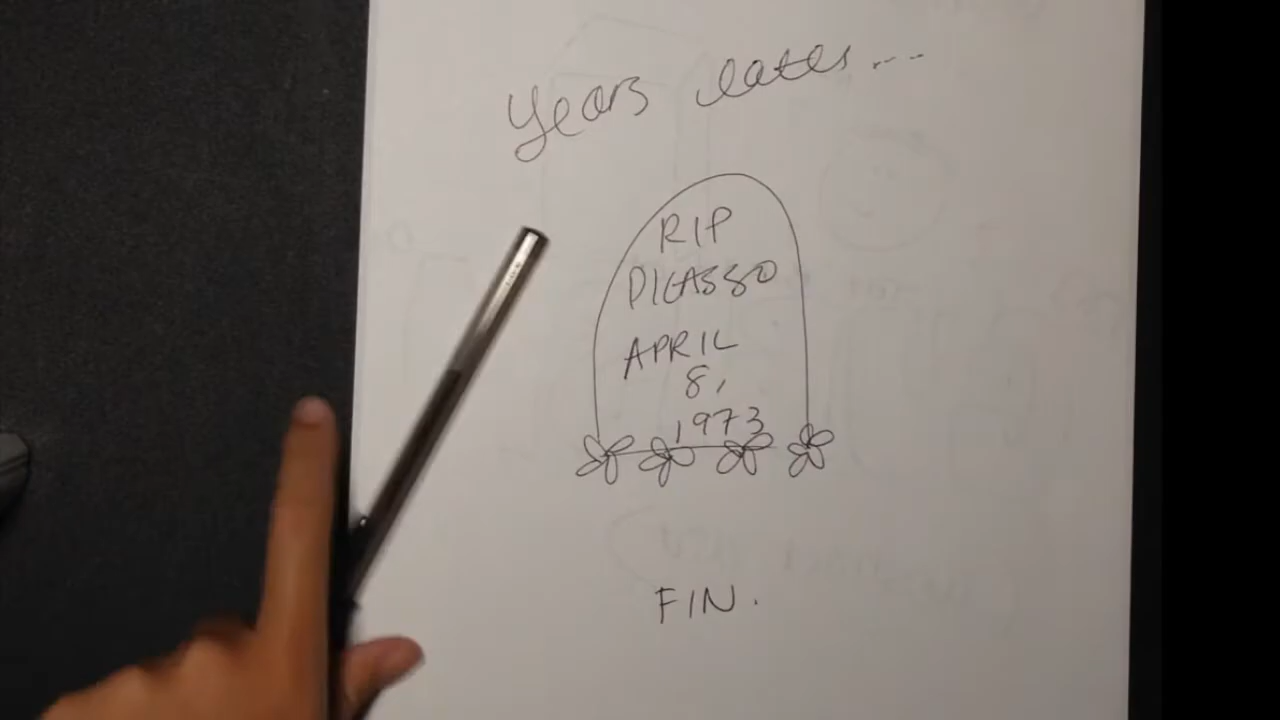 Years later...
RIP
PICASSO
APRIL
8,
1973
FIN.